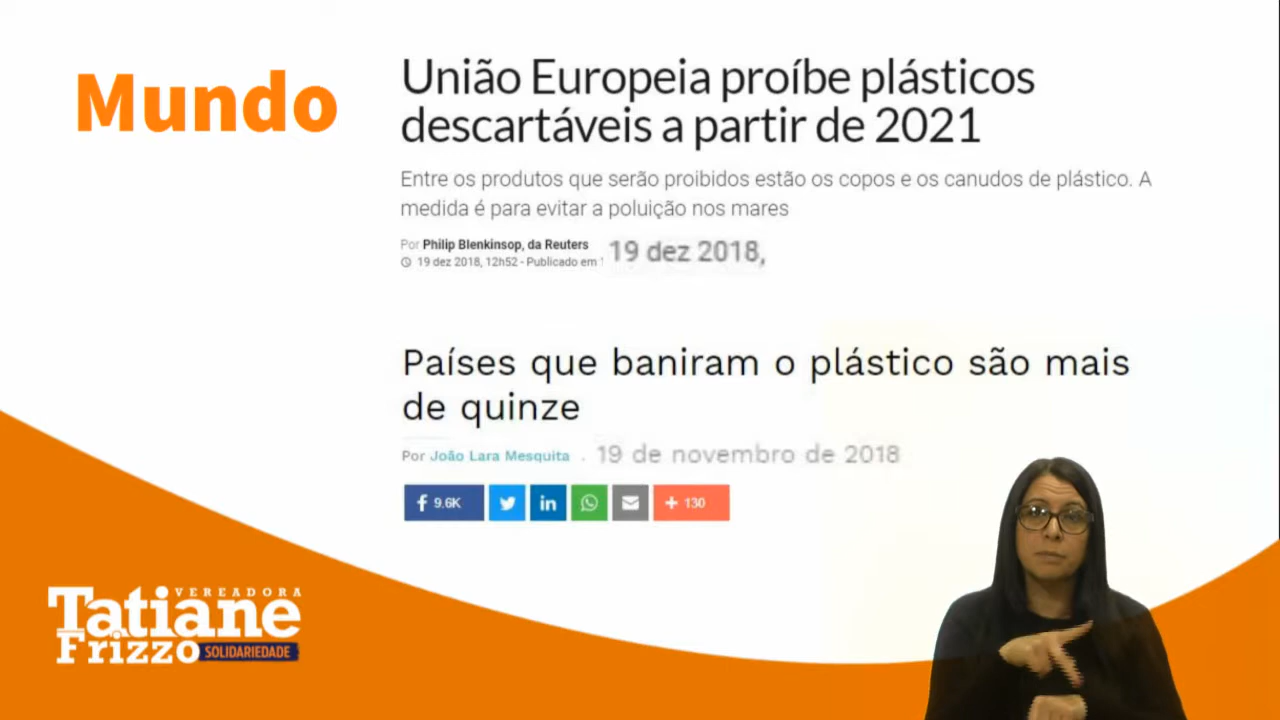 Mundo
União Europeia proíbe plásticos
descartáveis a partir de 2021
Entre os produtos que serão proibidos estão os copos e os canudos de plástico. A
medida é para evitar a poluição nos mares
Por Philip Blenkinsop, da Reuters
19 dez 2018, 12h52 - Publicado em
19 dez 2018,
Países que baniram o plástico são mais
de quinze
Por João Lara Mesquita . 19 de novembro de 2018
9.6K
in
+ 130
VEREADORA
Tatiane
Frizzo SOLIDARIEDADE